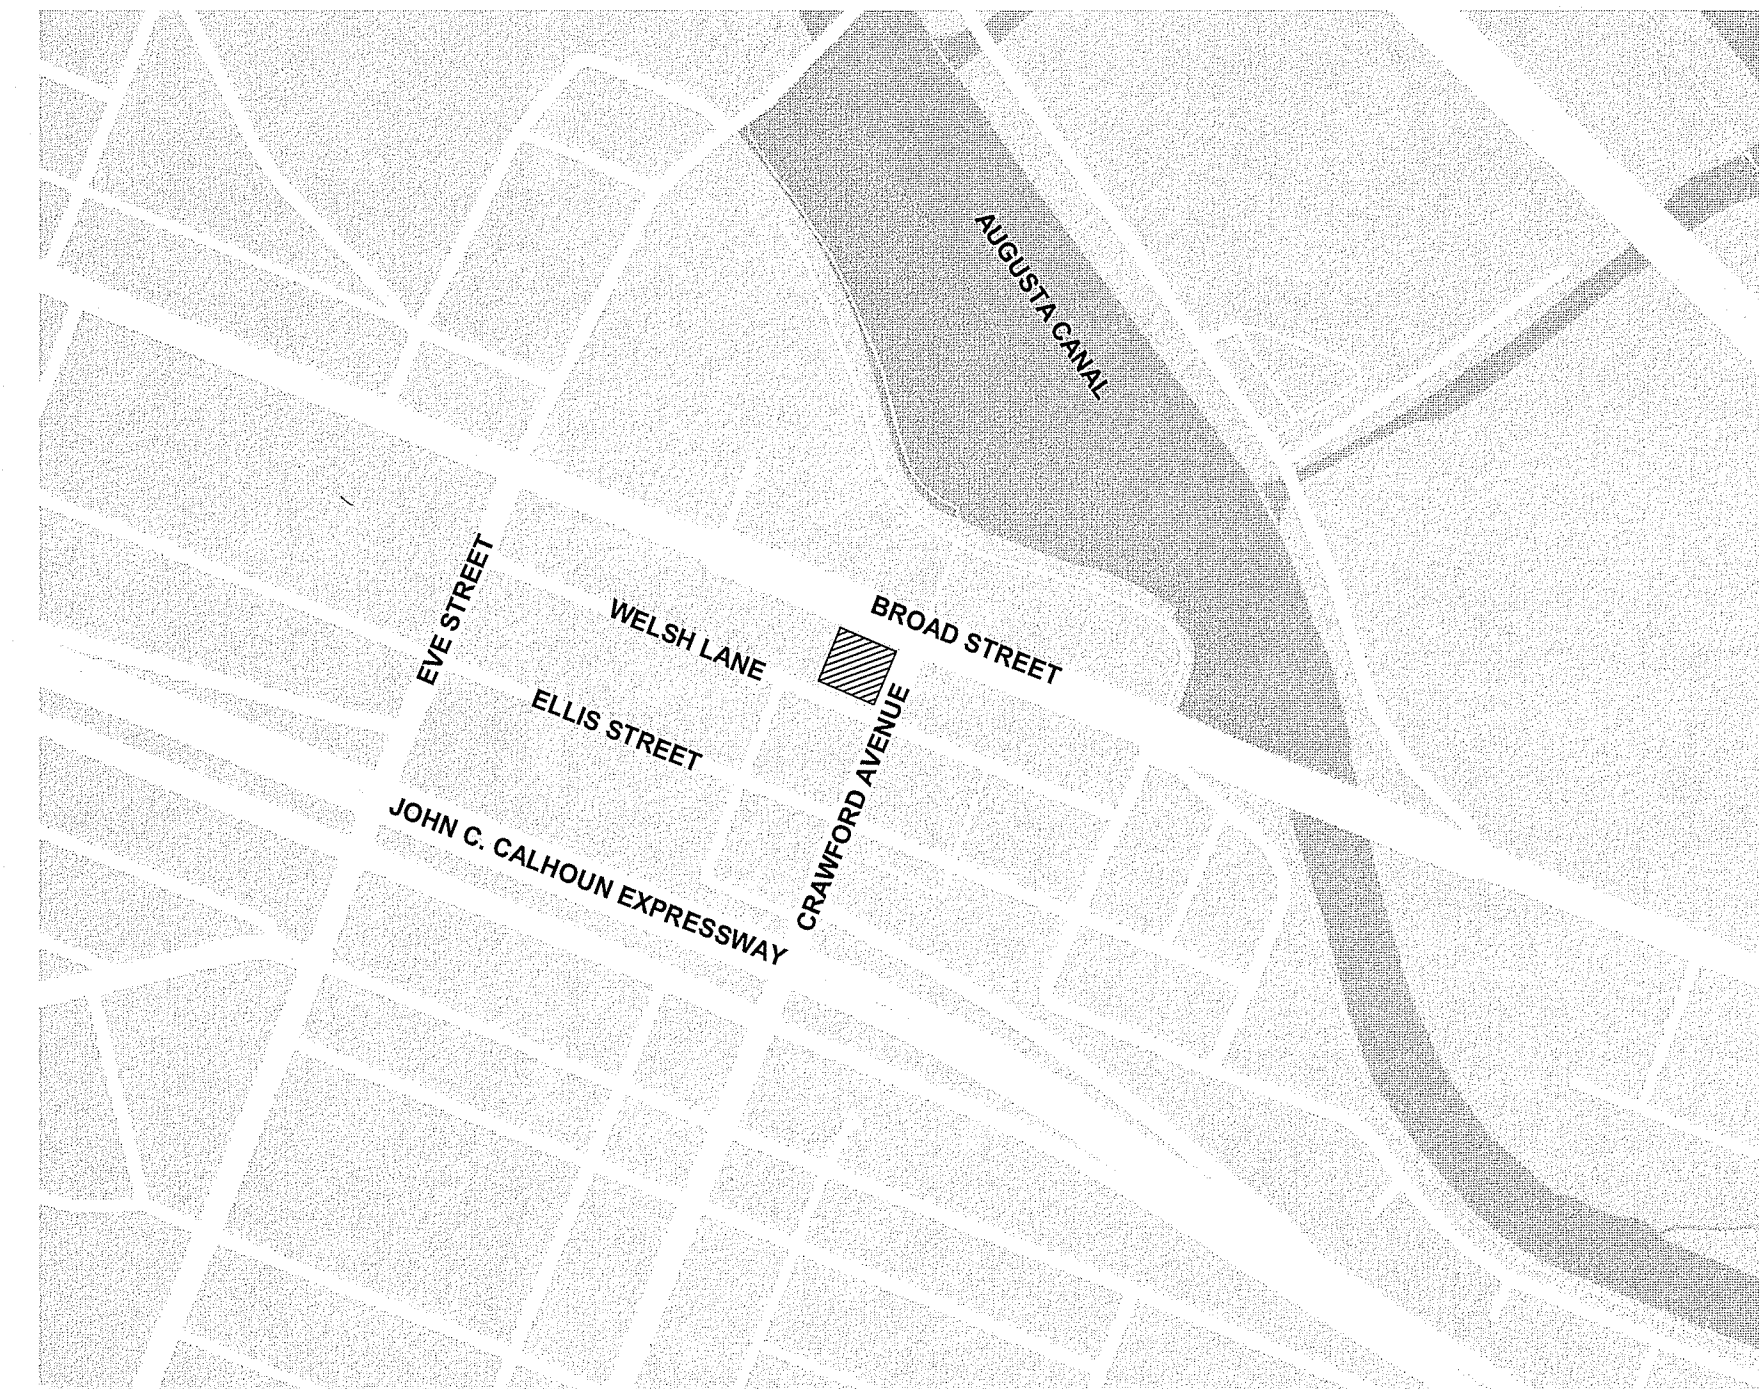 AUGUSTA CANAL
EVE STREET
WELSH LANE
BROAD STREET
ELLIS STREET
CRAWFORD AVENUE
JOHN C. CALHOUN EXPRESSWAY